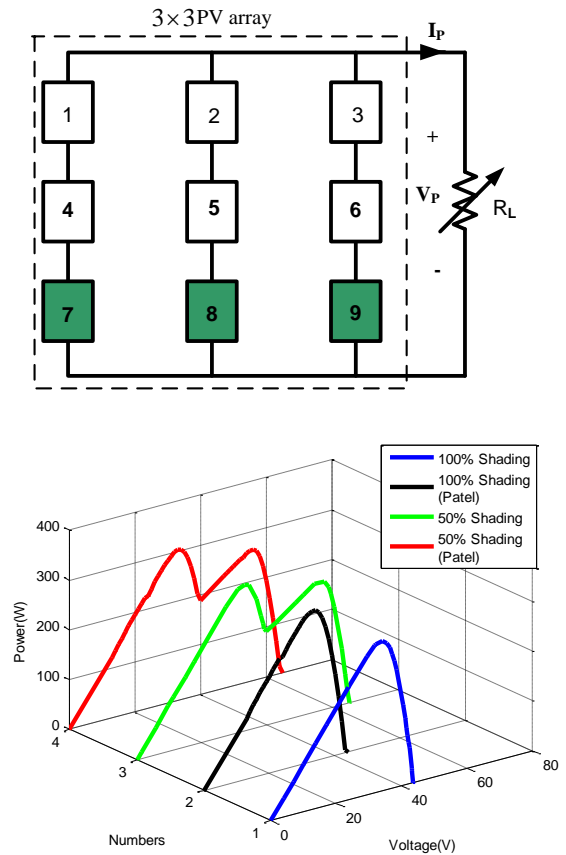 3×3PV array
I_P
1
2
3
+
4
5
6
V_P
R_L
-
7
8
9
100% Shading
100% Shading
(Patel)
50% Shading
50% Shading
(Patel)
400
300
200
100
0
Power(W)
4
3
2
1
Numbers
0
20
40
60
80
Voltage(V)